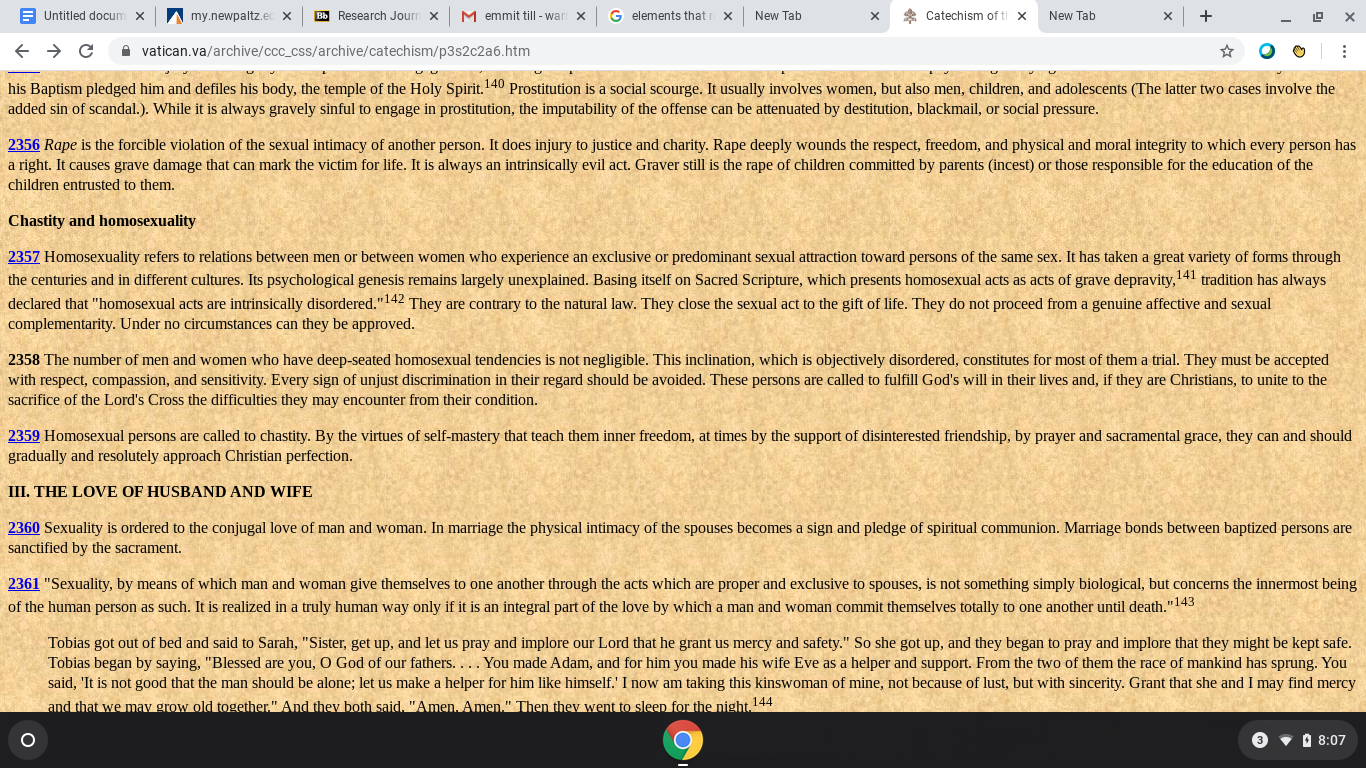 Untitled docum
my.newpaltz.ed
Bb Research Journ
emmit till - wa
elements that r
New Tab
Catechism of t
New Tab
vatican.va/archive/ccc_css/archive/catechism/p3s2c2a6.htm
his Baptism pledged him and defiles his body, the temple of the Holy Spirit.140 Prostitution is a social scourge. It usually involves women, but also men, children, and adolescents (The latter two cases involve the
added sin of scandal.). While it is always gravely sinful to engage in prostitution, the imputability of the offense can be attenuated by destitution, blackmail, or social pressure.
2356 Rape is the forcible violation of the sexual intimacy of another person. It does injury to justice and charity. Rape deeply wounds the respect, freedom, and physical and moral integrity to which every person has
a right. It causes grave damage that can mark the victim for life. It is always an intrinsically evil act. Graver still is the rape of children committed by parents (incest) or those responsible for the education of the
children entrusted to them.
Chastity and homosexuality
2357 Homosexuality refers to relations between men or between women who experience an exclusive or predominant sexual attraction toward persons of the same sex. It has taken a great variety of forms through
the centuries and in different cultures. Its psychological genesis remains largely unexplained. Basing itself on Sacred Scripture, which presents homosexual acts as acts of grave depravity,141 tradition has always
declared that "homosexual acts are intrinsically disordered."142 They are contrary to the natural law. They close the sexual act to the gift of life. They do not proceed from a genuine affective and sexual
complementarity. Under no circumstances can they be approved.
2358 The number of men and women who have deep-seated homosexual tendencies is not negligible. This inclination, which is objectively disordered, constitutes for most of them a trial. They must be accepted
with respect, compassion, and sensitivity. Every sign of unjust discrimination in their regard should be avoided. These persons are called to fulfill God's will in their lives and, if they are Christians, to unite to the
sacrifice of the Lord's Cross the difficulties they may encounter from their condition.
2359 Homosexual persons are called to chastity. By the virtues of self-mastery that teach them inner freedom, at times by the support of disinterested friendship, by prayer and sacramental grace, they can and should
gradually and resolutely approach Christian perfection.
III. THE LOVE OF HUSBAND AND WIFE
2360 Sexuality is ordered to the conjugal love of man and woman. In marriage the physical intimacy of the spouses becomes a sign and pledge of spiritual communion. Marriage bonds between baptized persons are
sanctified by the sacrament.
2361 "Sexuality, by means of which man and woman give themselves to one another through the acts which are proper and exclusive to spouses, is not something simply biological, but concerns the innermost being
of the human person as such. It is realized in a truly human way only if it is an integral part of the love by which a man and woman commit themselves totally to one another until death."143
Tobias got out of bed and said to Sarah, "Sister, get up, and let us pray and implore our Lord that he grant us mercy and safety." So she got up, and they began to pray and implore that they might be kept safe.
Tobias began by saying, "Blessed are you, O God of our fathers. . . . You made Adam, and for him you made his wife Eve as a helper and support. From the two of them the race of mankind has sprung. You
said, 'It is not good that the man should be alone; let us make a helper for him like himself.' I now am taking this kinswoman of mine, not because of lust, but with sincerity. Grant that she and I may find mercy
and that we may grow old together." And they both said, "Amen, Amen." Then they went to sleep for the night.144
3
8:07